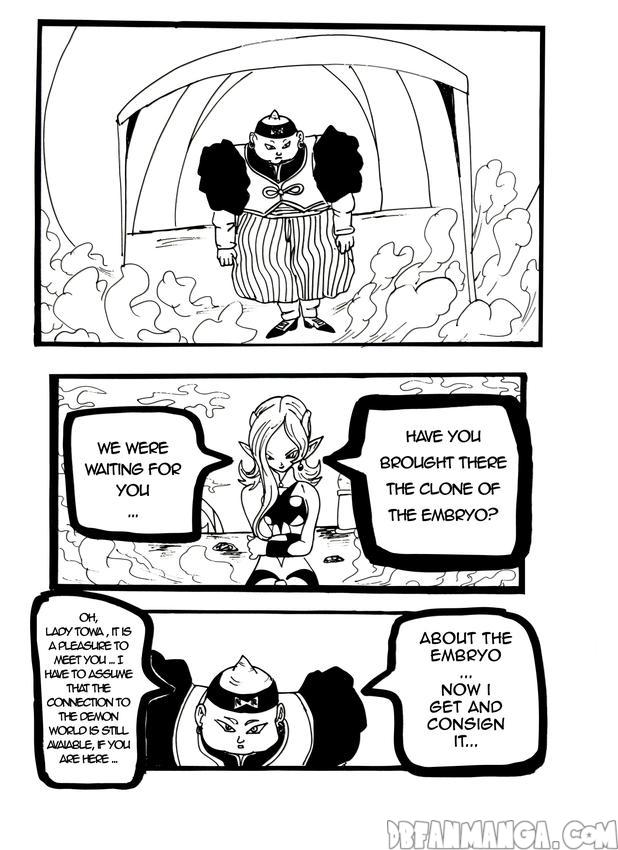 WE WERE
WAITING FOR
YOU
...
HAVE YOU
BROUGHT THERE
THE CLONE OF
THE EMBRYO?
OH,
LADY TOWA , IT IS
A PLEASURE TO
MEET YOU ... I
HAVE TO ASSUME
THAT THE
CONNECTION TO
THE DEMON
WORLD IS STILL
AVAIABLE, IF YOU
ARE HERE ...
ABOUT THE
EMBRYO
...
NOW I
GET AND
CONSIGN
IT...
DBFANMANGA.COM